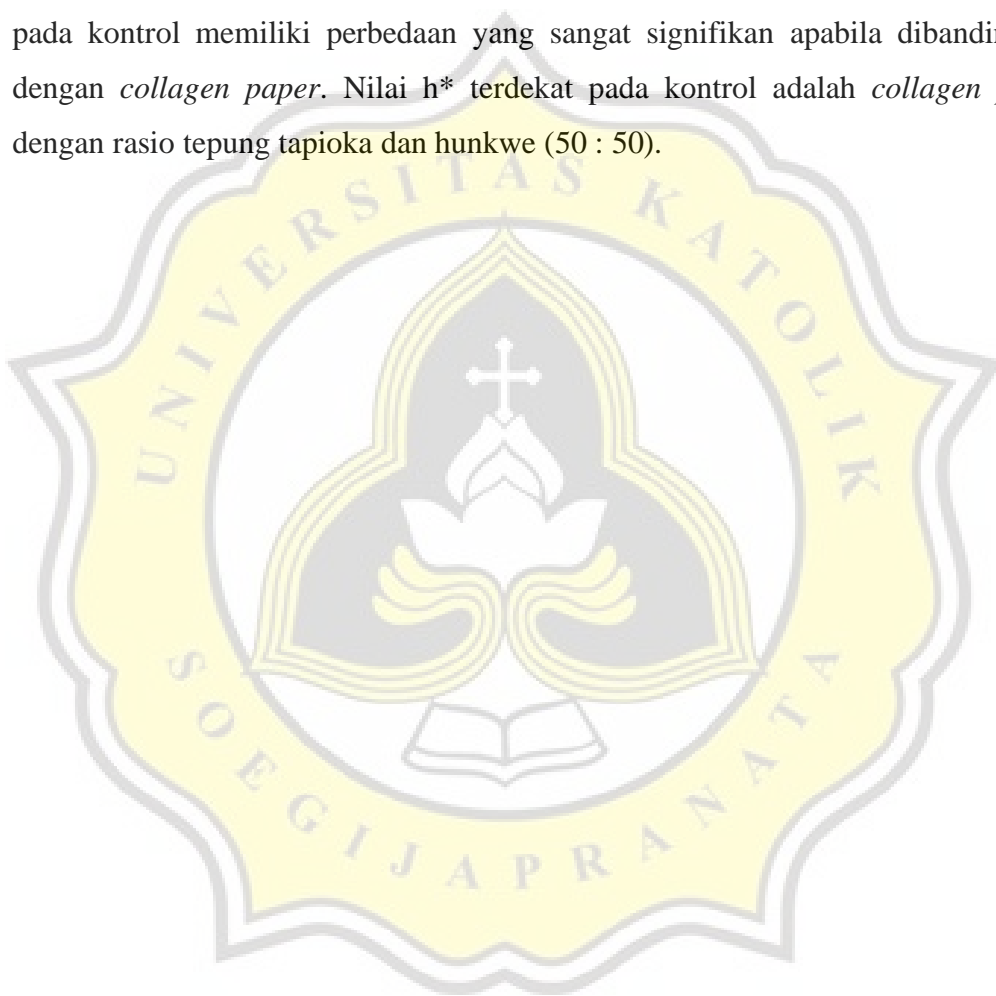 pada kontrol memiliki perbedaan yang sangat signifikan apabila
dengan collagen paper. Nilai h* terdekat pada kontrol adalah collagen
dengan rasio tepung tapioka dan hunkwe (50 : 50).
UNIVERSITAS KATOLIK
SOEGIJAPRANATA